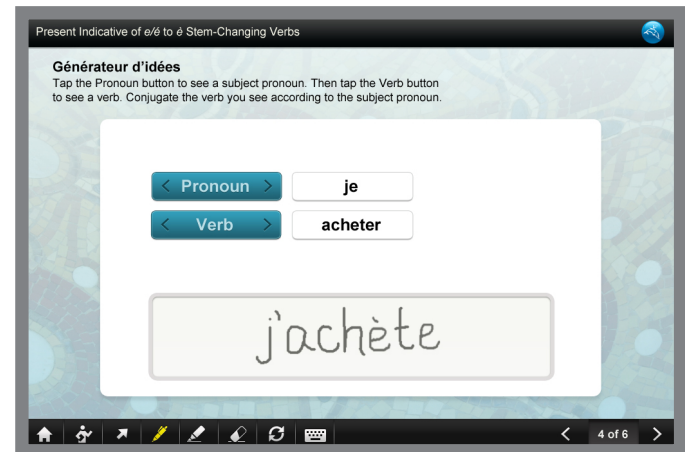 Present Indicative of e/é to è Stem-Changing Verbs
Générateur d'idées
Tap the Pronoun button to see a subject pronoun. Then tap the Verb button
to see a verb. Conjugate the verb you see according to the subject pronoun.
< Pronoun > je
< Verb > acheter
j'achète
< 4 of 6 >